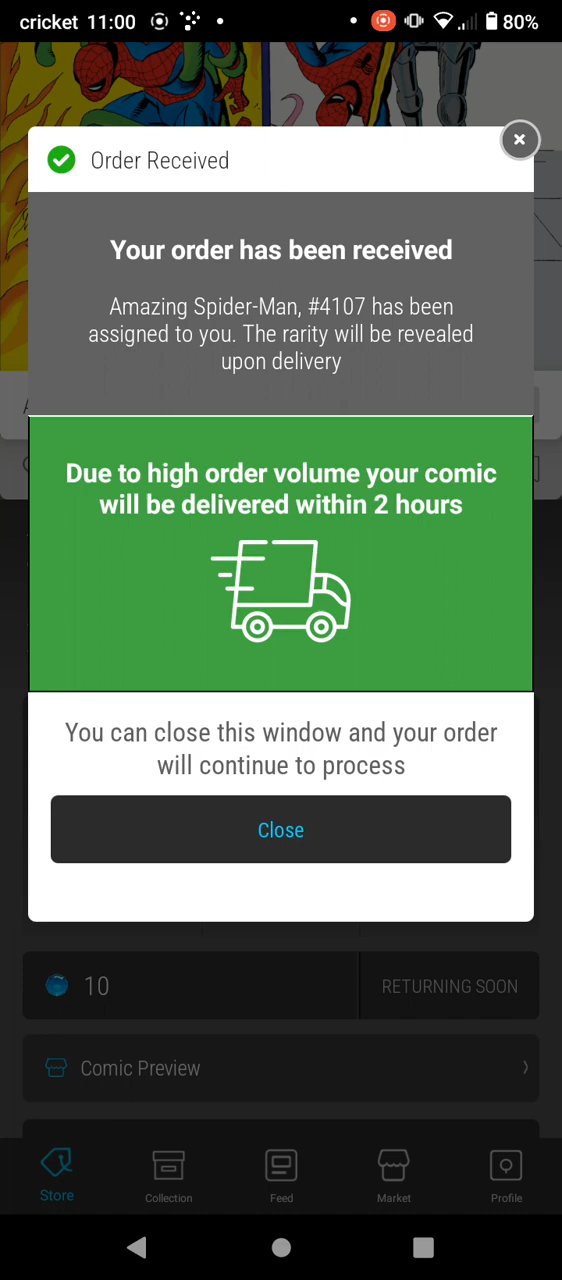 cricket 11:00 80%
Order Received
Your order has been received
Amazing Spider-Man, #4107 has been
assigned to you. The rarity will be revealed
upon delivery
Due to high order volume your comic
will be delivered within 2 hours
You can close this window and your order
will continue to process
Close
10 RETURNING SOON
Comic Preview
Store Collection Feed Market Profile